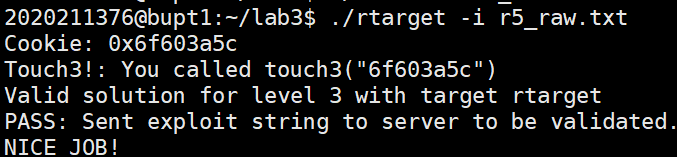 2020211376@bupt1:~/lab3$ ./rtarget -i r5_raw.txt
Cookie: 0x6f603a5c
Touch3!: You called touch3("6f603a5c")
Valid solution for level 3 with target rtarget
PASS: Sent exploit string to server to be validated.
NICE JOB!